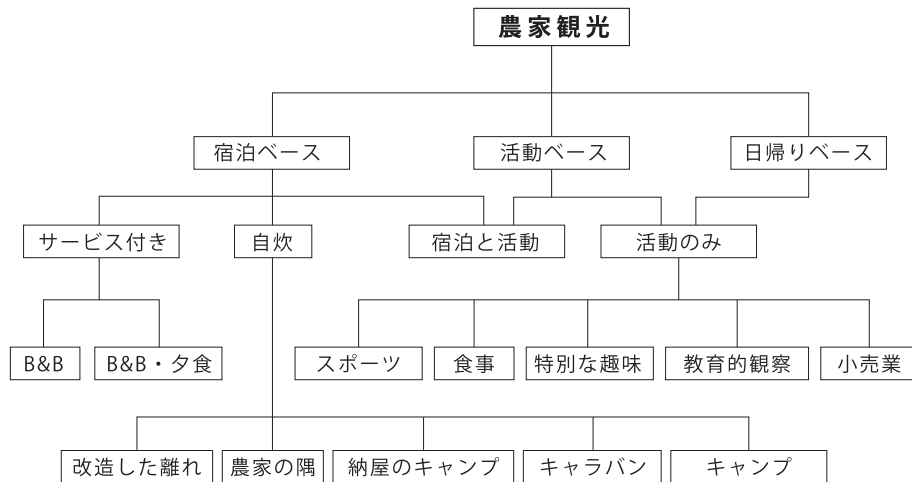 農家観光
宿泊ベース
活動ベース
日帰りベース
サービス付き
自炊
宿泊と活動
活動のみ
B&B
B&B・夕食
スポーツ
食事
特別な趣味
教育的観察
小売業
改造した離れ
農家の隅
納屋のキャンプ
キャラバン
キャンプ